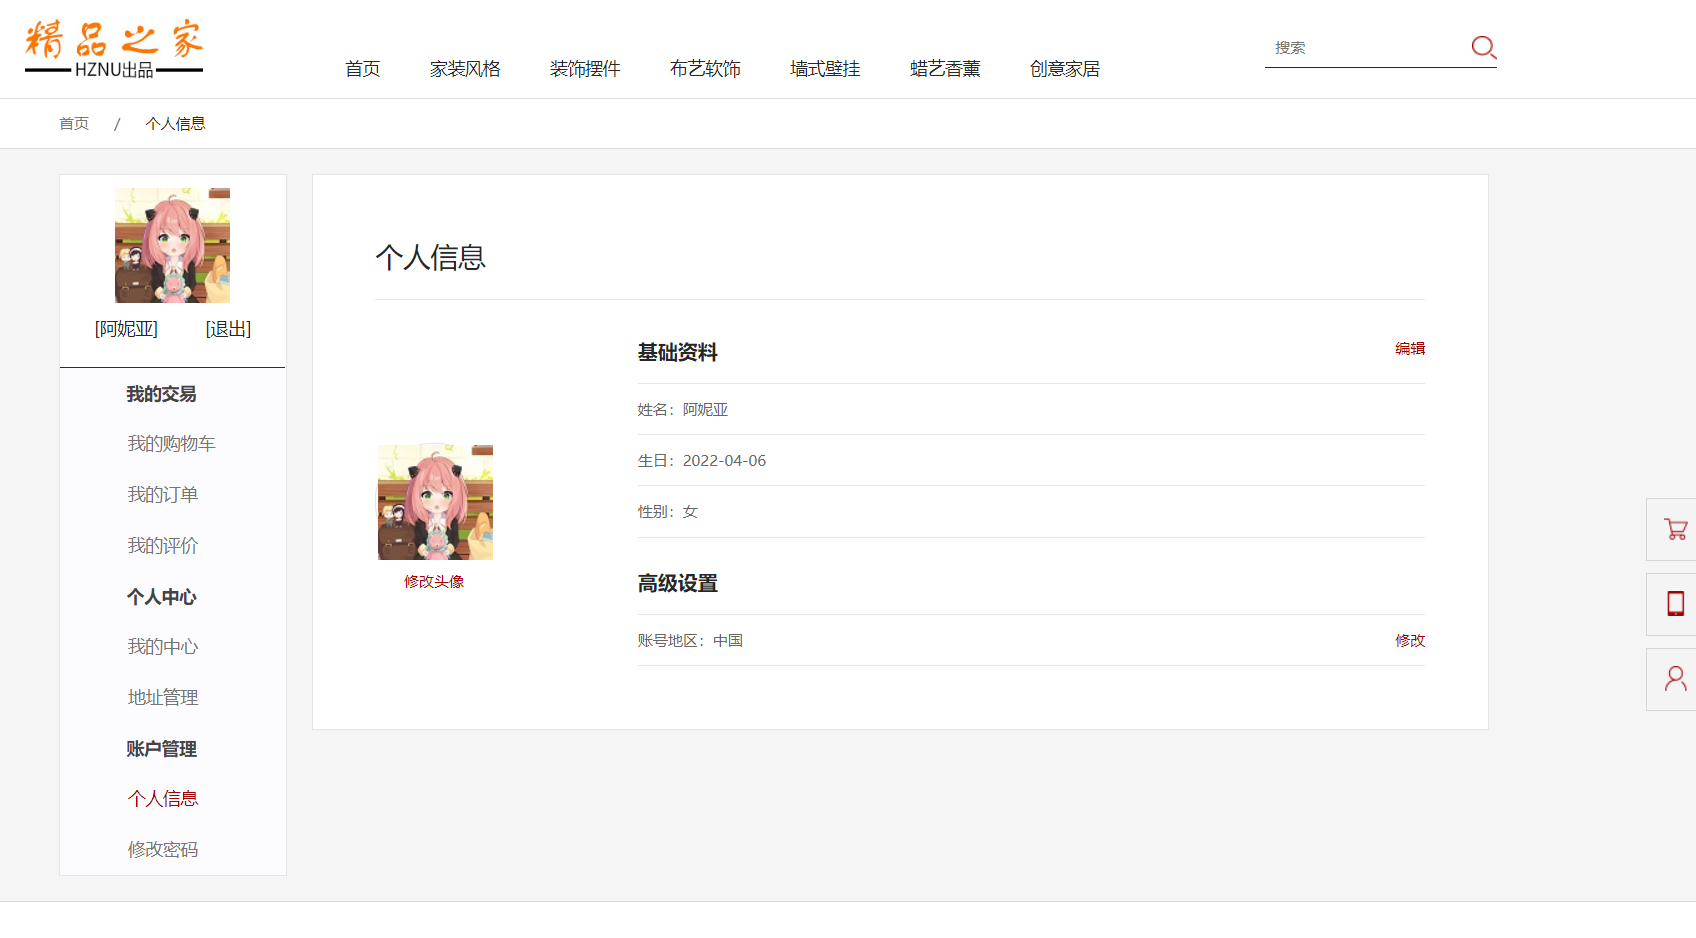 精品之家
HZNU出品
首页 家装风格 装饰摆件 布艺软饰 墙式壁挂 蜡艺香薰 创意家居
搜索
首页 / 个人信息
[阿妮亚] [退出]
我的交易
我的购物车
我的订单
我的评价
个人中心
我的中心
地址管理
账户管理
个人信息
修改密码
个人信息
修改头像
基础资料 编辑
姓名：阿妮亚
生日：2022-04-06
性别：女
高级设置
账号地区：中国 修改